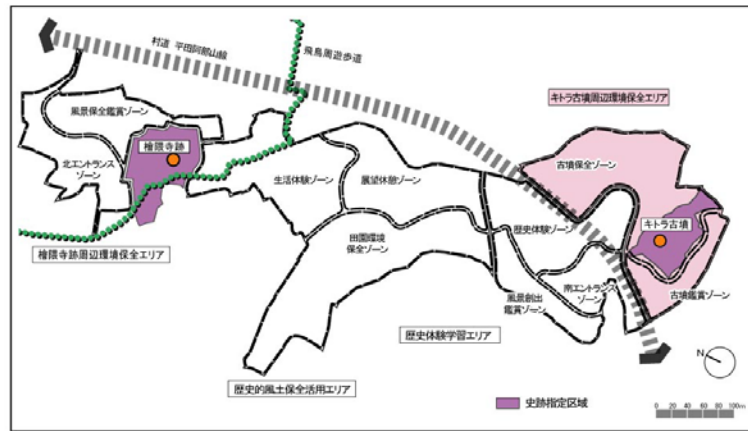 村道 平田阿部山線
飛鳥周遊歩道
キトラ古墳周辺環境保全エリア
風景保全鑑賞ゾーン
檜隈寺跡
古墳保全ゾーン
北エントランス
ゾーン
生活体験ゾーン
展望休憩ゾーン
キトラ古墳
田園環境
保全ゾーン
歴史体験ゾーン
檜隈寺跡周辺環境保全エリア
風景創出
鑑賞ゾーン
南エントランス
ゾーン
古墳鑑賞ゾーン
歴史体験学習エリア
N
歴史的風土保全活用エリア
史跡指定区域
0 20 40 60 80 100m